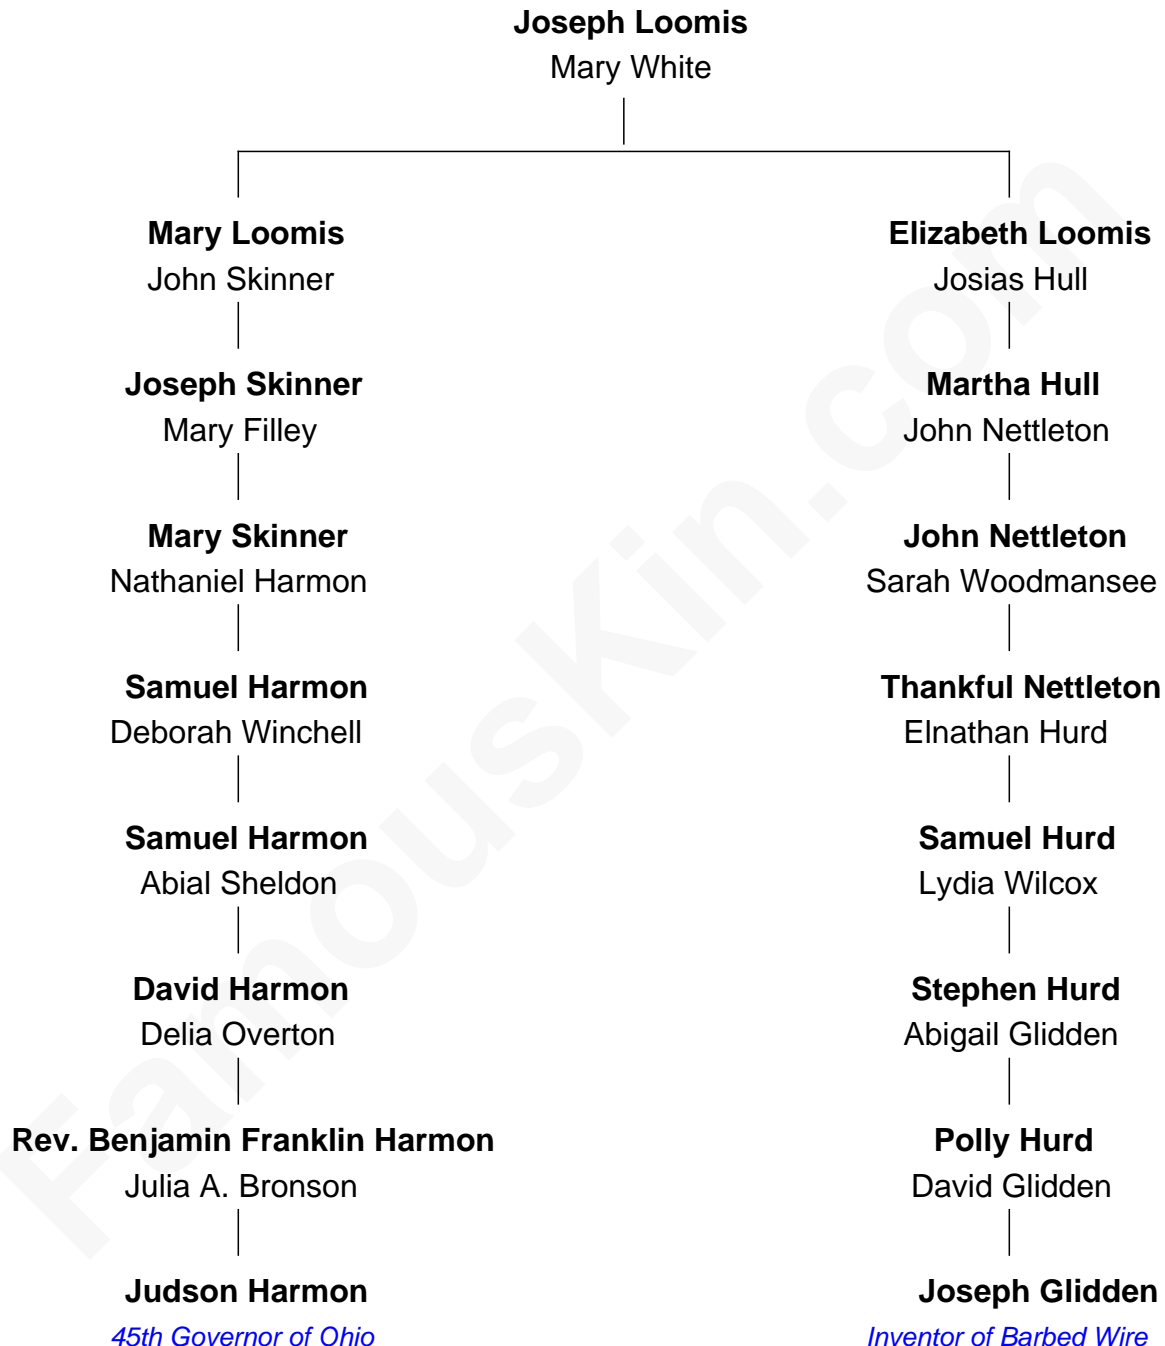 Joseph Loomis
Mary White
Mary Loomis
John Skinner
Joseph Skinner
Mary Filley
Mary Skinner
Nathaniel Harmon
Samuel Harmon
Deborah Winchell
Samuel Harmon
Abial Sheldon
David Harmon
Delia Overton
Rev. Benjamin Franklin Harmon
Julia A. Bronson
Judson Harmon
45th Governor of Ohio
Elizabeth Loomis
Josias Hull
Martha Hull
John Nettleton
John Nettleton
Sarah Woodmansee
Thankful Nettleton
Elnathan Hurd
Samuel Hurd
Lydia Wilcox
Stephen Hurd
Abigail Glidden
Polly Hurd
David Glidden
Joseph Glidden
Inventor of Barbed Wire
FamousKin.com